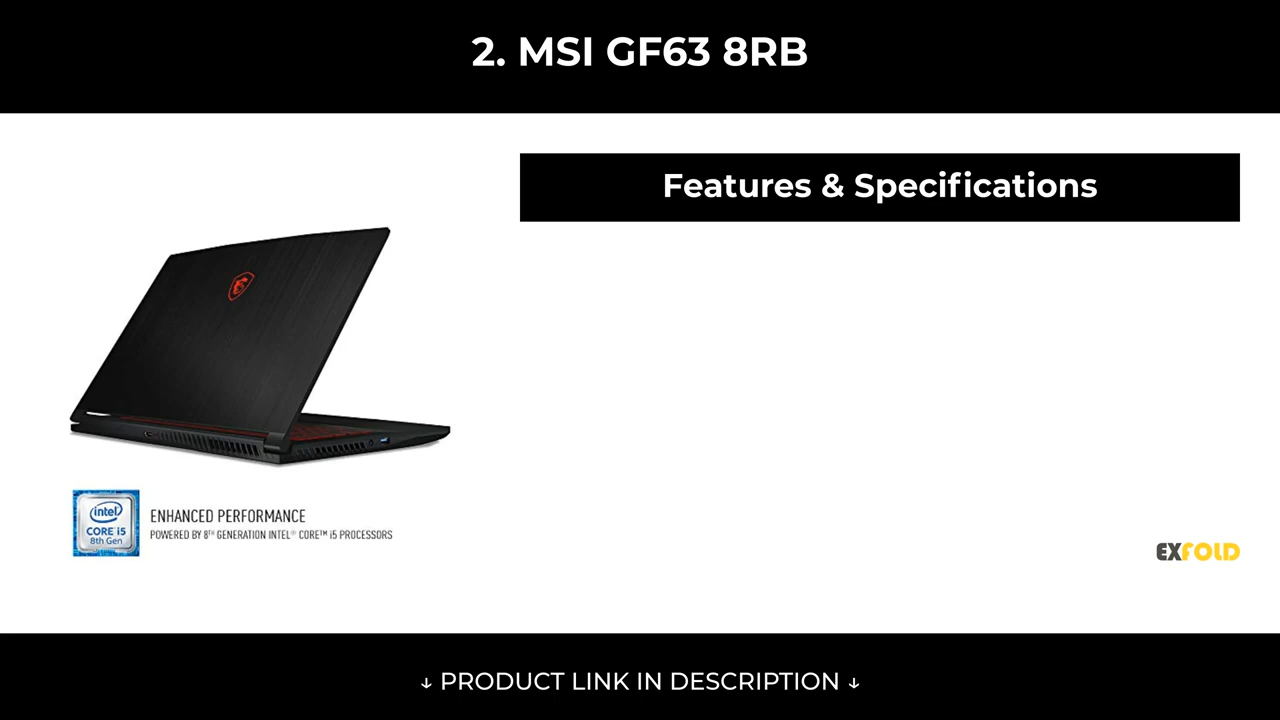 2. MSI GF63 8RB
Features & Specifications
intel
CORE i5
8th Gen
ENHANCED PERFORMANCE
POWERED BY 8TH GENERATION INTEL® CORE™ i5 PROCESSORS
EXFOLD
↓ PRODUCT LINK IN DESCRIPTION ↓